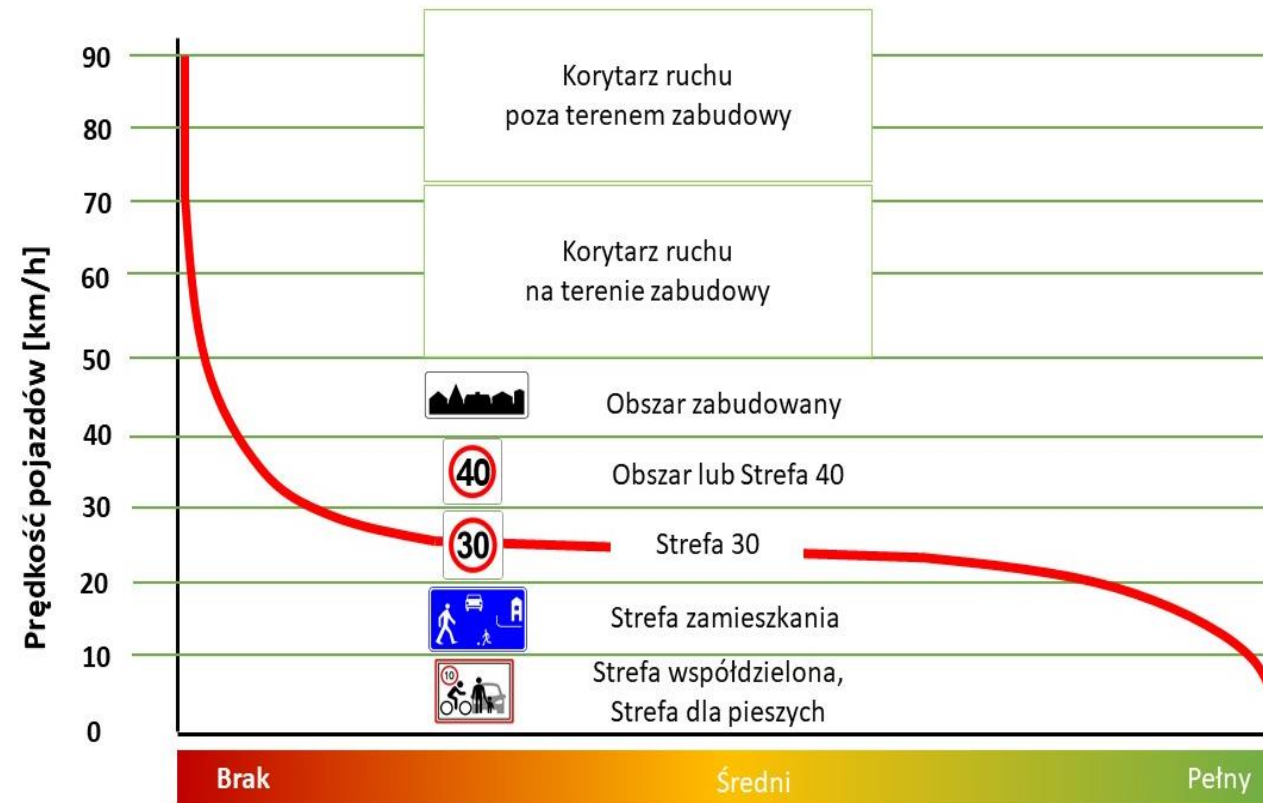 Prędkość pojazdów [km/h]
90
80
70
60
50
40
30
20
10
0
Korytarz ruchu
poza terenem zabudowy
Korytarz ruchu
na terenie zabudowy
Obszar zabudowany
40
Obszar lub Strefa 40
30
Strefa 30
Strefa zamieszkania
10
Strefa współdzielona,
Strefa dla pieszych
Brak
Średni
Pełny